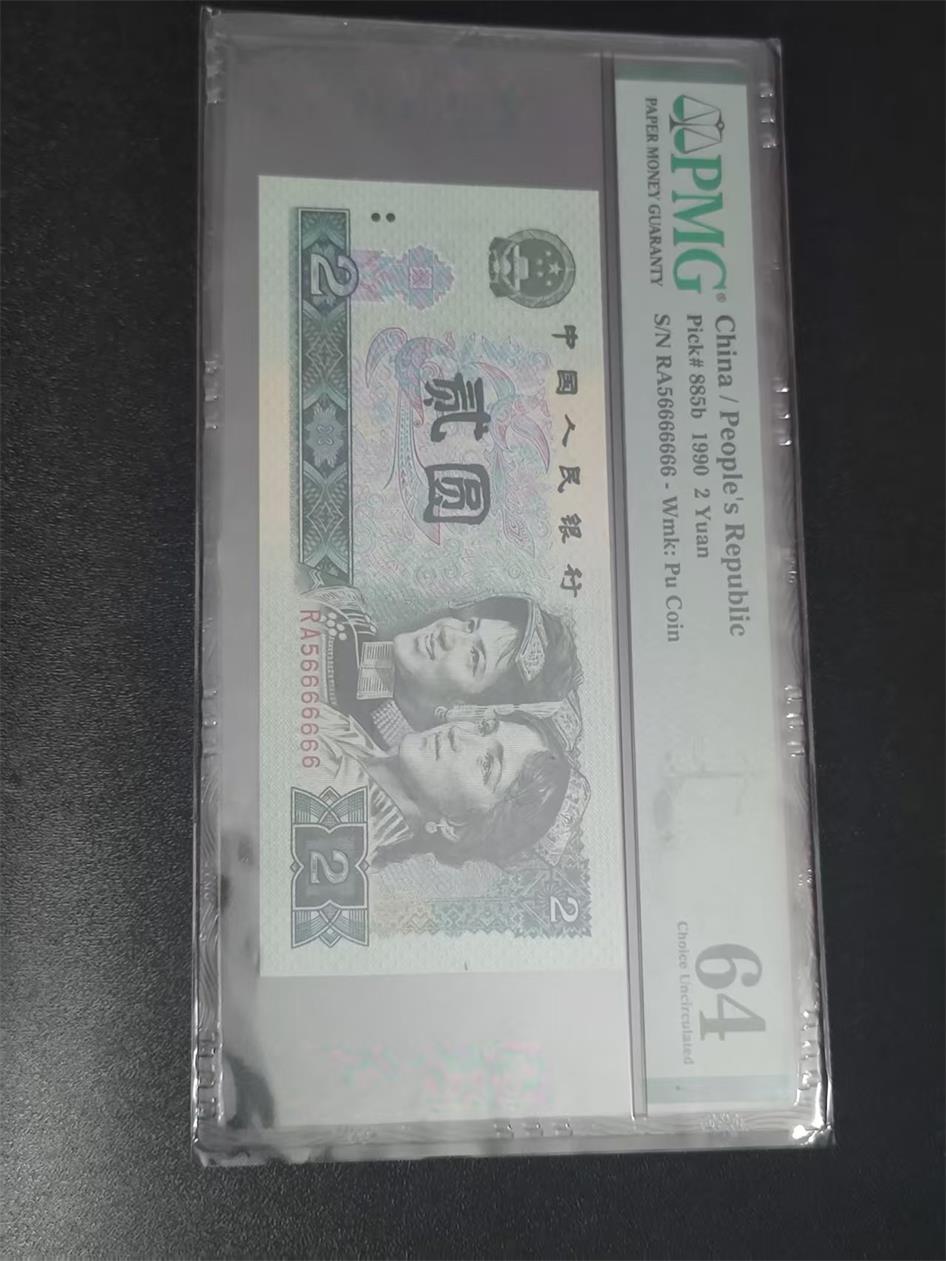 PMG®
PAPER MONEY GUARANTY
China / People's Republic
Pick# 885b 1990 2 Yuan
S/N RA56666666 - Wmk: Pu Coin
64
Choice Uncirculated
中国人民银行
贰圆
2
RA56666666
2
2